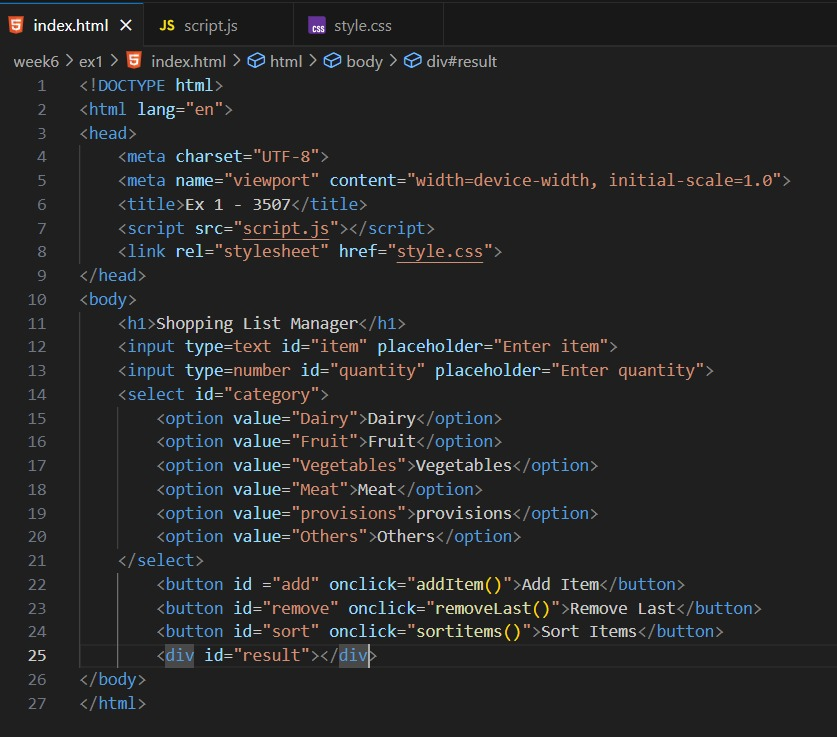 index.html × JS script.js css style.css
week6 > ex1 > index.html > html > body > div#result
1 <!DOCTYPE html>
2 <html lang="en">
3 <head>
4     <meta charset="UTF-8">
5     <meta name="viewport" content="width=device-width, initial-scale=1.0">
6     <title>Ex 1 - 3507</title>
7     <script src="script.js"></script>
8     <link rel="stylesheet" href="style.css">
9 </head>
10 <body>
11     <h1>Shopping List Manager</h1>
12     <input type=text id="item" placeholder="Enter item">
13     <input type=number id="quantity" placeholder="Enter quantity">
14     <select id="category">
15         <option value="Dairy">Dairy</option>
16         <option value="Fruit">Fruit</option>
17         <option value="Vegetables">Vegetables</option>
18         <option value="Meat">Meat</option>
19         <option value="provisions">provisions</option>
20         <option value="Others">Others</option>
21     </select>
22         <button id ="add" onclick="addItem()">Add Item</button>
23         <button id="remove" onclick="removeLast()">Remove Last</button>
24         <button id="sort" onclick="sortitems()">Sort Items</button>
25         <div id="result"></div>
26 </body>
27 </html>